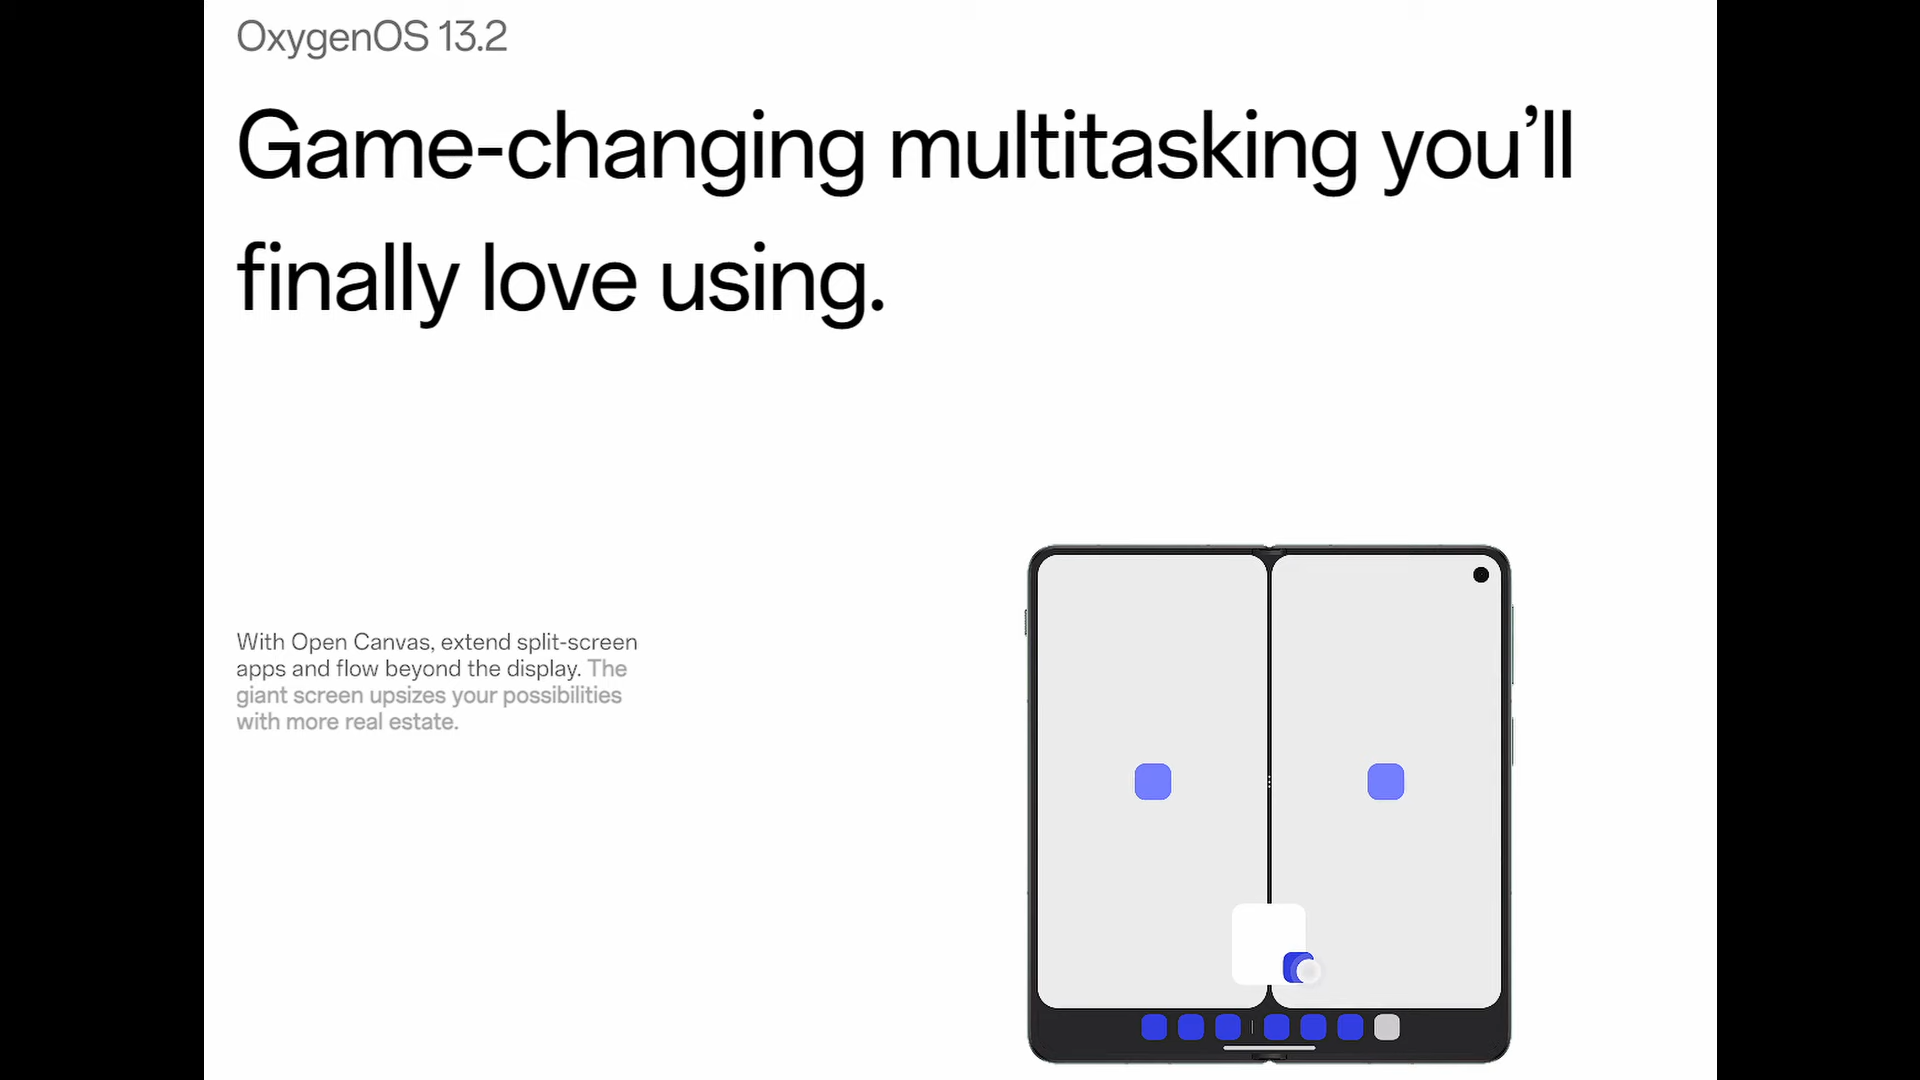 OxygenOS 13.2
Game-changing multitasking you’ll
finally love using.
With Open Canvas, extend split-screen
apps and flow beyond the display. The
giant screen upsizes your possibilities
with more real estate.